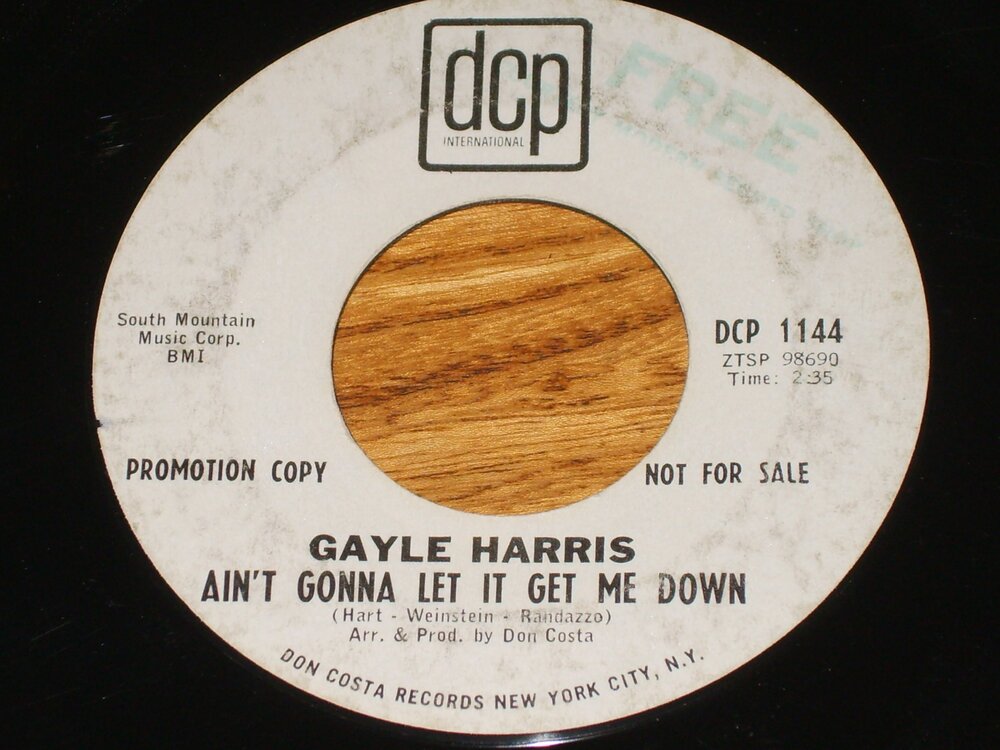 dcp
INTERNATIONAL
FREE
South Mountain
Music Corp.
BMI
DCP 1144
ZTSP 98690
Time: 2:35
PROMOTION COPY
NOT FOR SALE
GAYLE HARRIS
AIN'T GONNA LET IT GET ME DOWN
(Hart - Weinstein - Randazzo)
Arr. & Prod. by Don Costa
DON COSTA RECORDS NEW YORK CITY, N.Y.